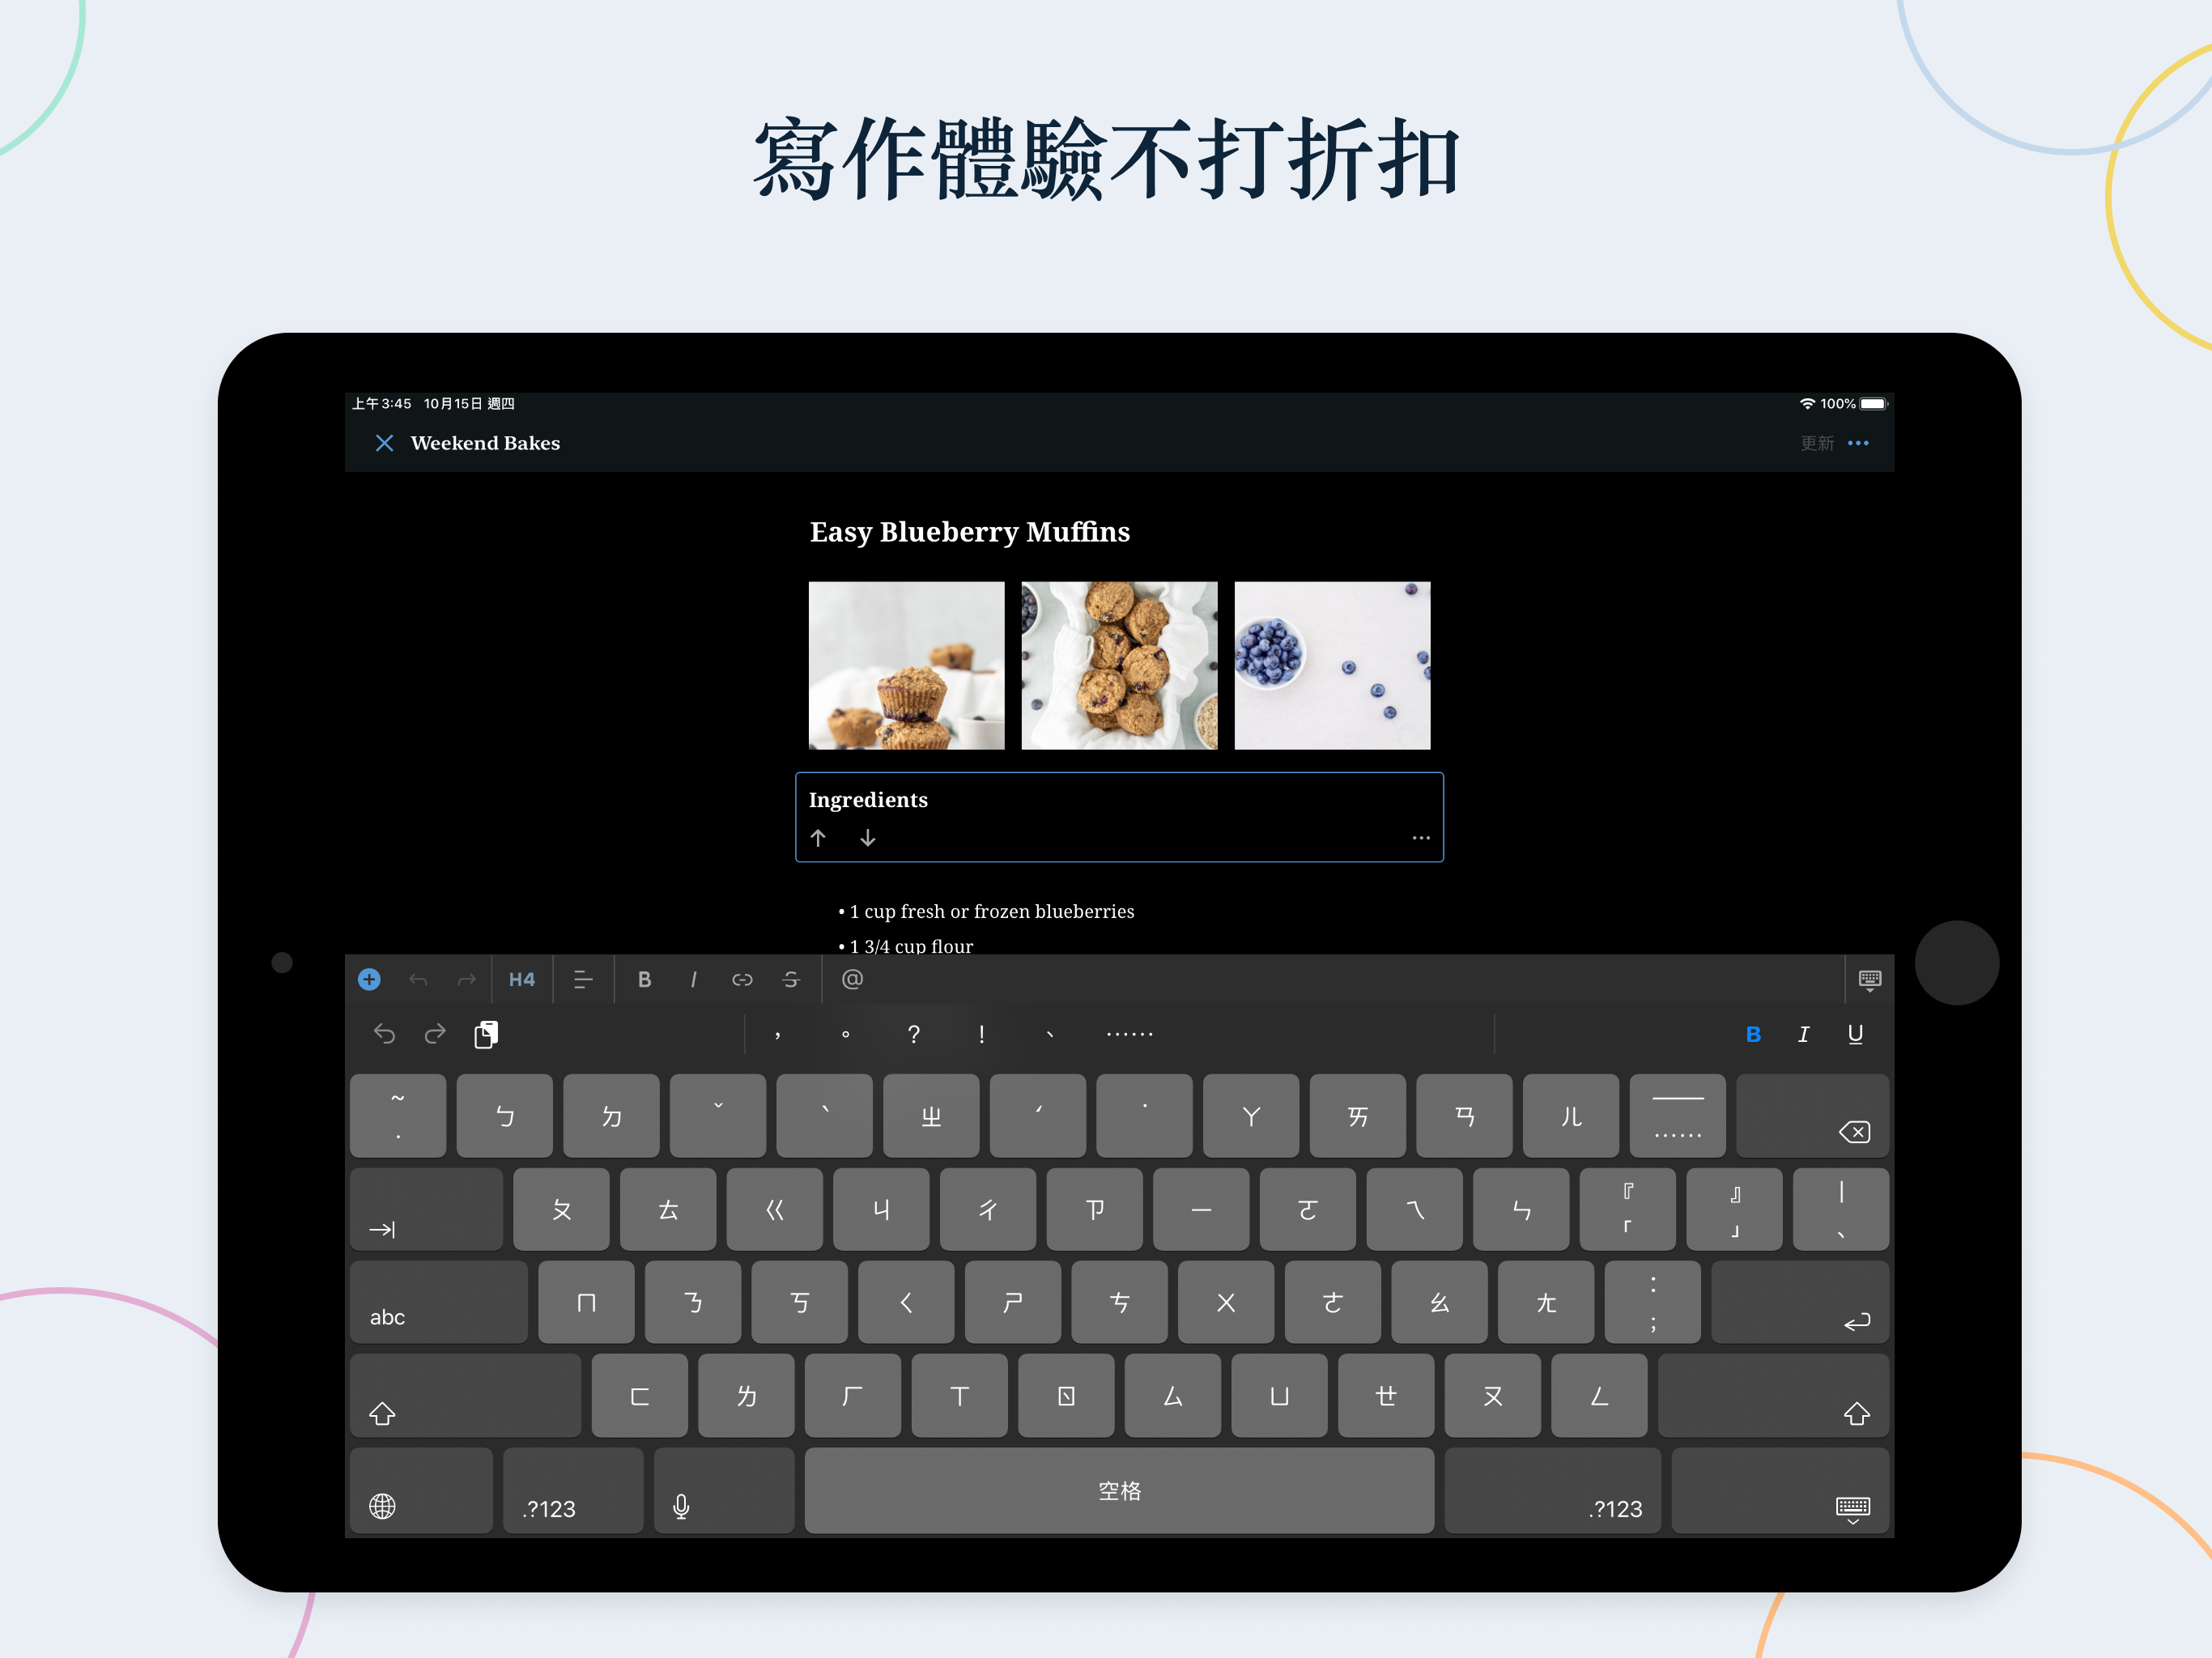 寫作體驗不打折扣
上午3:45 10月15日 週四 100%
Weekend Bakes 更新
Easy Blueberry Muffins
Ingredients
• 1 cup fresh or frozen blueberries
• 1 3/4 cup flour
H4 B I S @
， 。 ? ! 、 …… B I U
~ . ㄅ ㄉ ˇ ˋ ㄓ ˊ ˙ ㄚ ㄞ ㄢ ㄦ — ……
ㄆ ㄊ ㄍ ㄐ ㄔ ㄗ ㄧ ㄛ ㄟ ㄣ 『 「 』 」 | 、
abc ㄇ ㄋ ㄎ ㄑ ㄕ ㄘ ㄨ ㄜ ㄠ ㄤ : ;
ㄈ ㄌ ㄏ ㄒ ㄖ ㄙ ㄩ ㄝ ㄡ ㄥ
.?123 空格 .?123